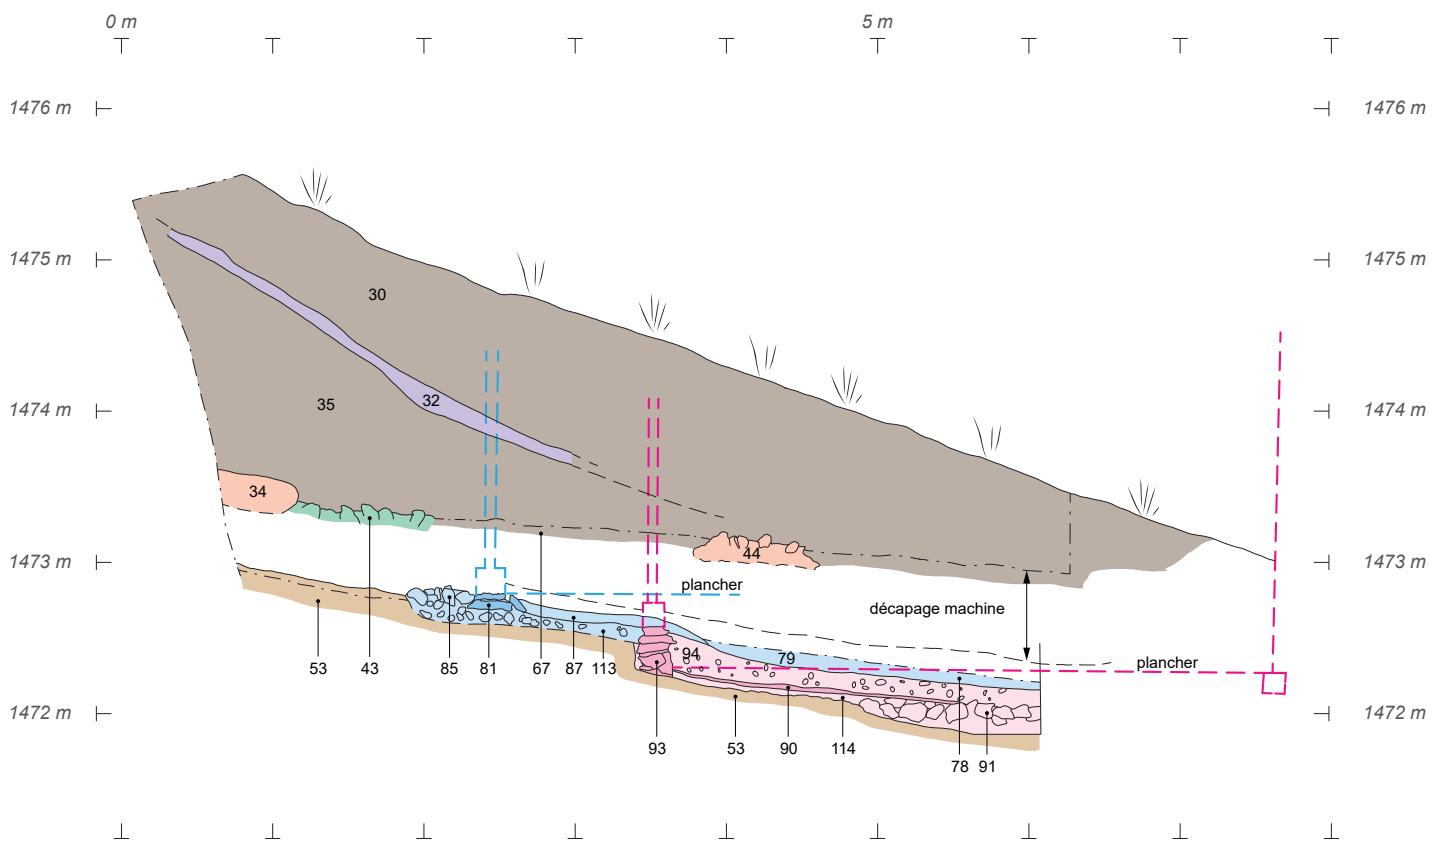 0 m 5 m
1476 m 1476 m
1475 m 1475 m
30
1474 m 32 1474 m
35
34
44
1473 m 1473 m
plancher
décapage machine
94 79
plancher
53 43 85 81 67 87 113
1472 m 1472 m
93 53 90 114
78 91